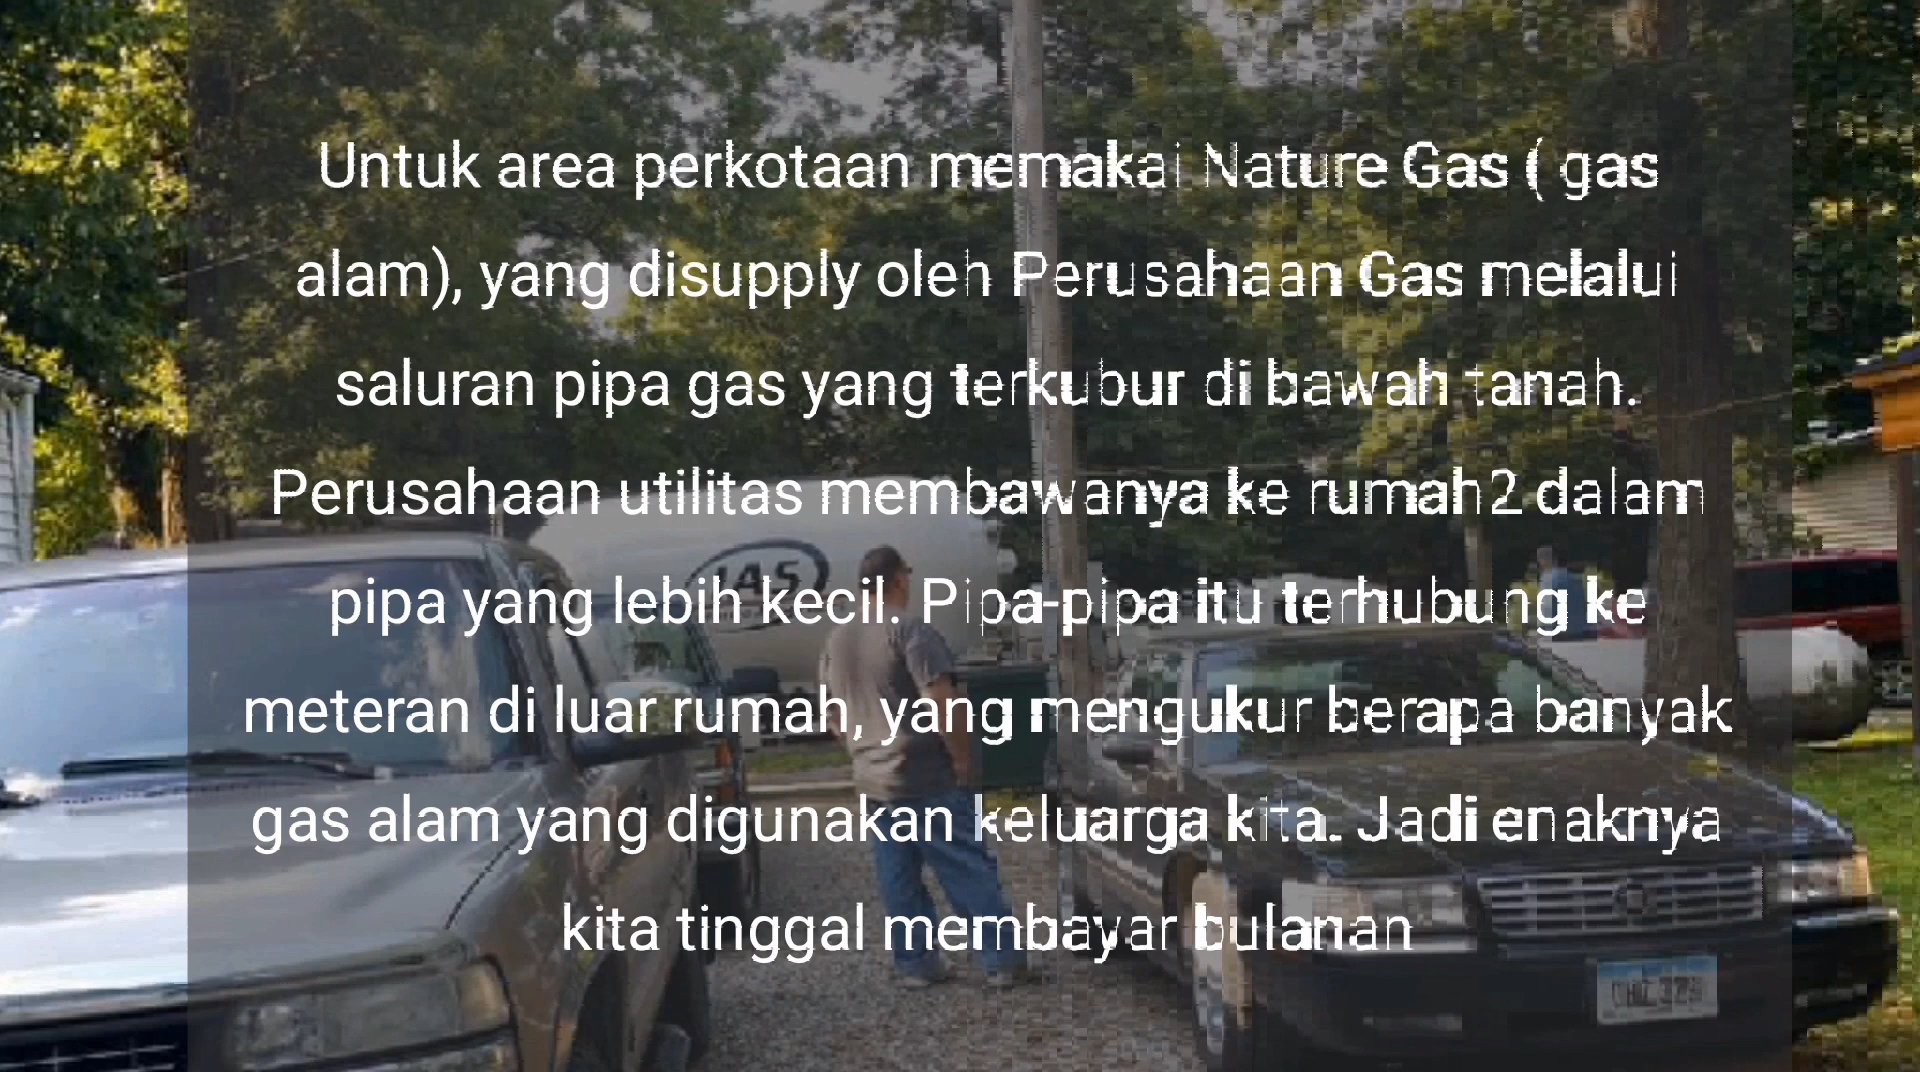 Untuk area perkotaan memakai Nature Gas ( gas
alam), yang disupply oleh Perusahaan Gas melalui
saluran pipa gas yang terkubur di bawah tanah.
Perusahaan utilitas membawanya ke rumah2 dalam
pipa yang lebih kecil. Pipa-pipa itu terhubung ke
meteran di luar rumah, yang mengukur berapa banyak
gas alam yang digunakan keluarga kita. Jadi enaknya
kita tinggal membayar bulanan